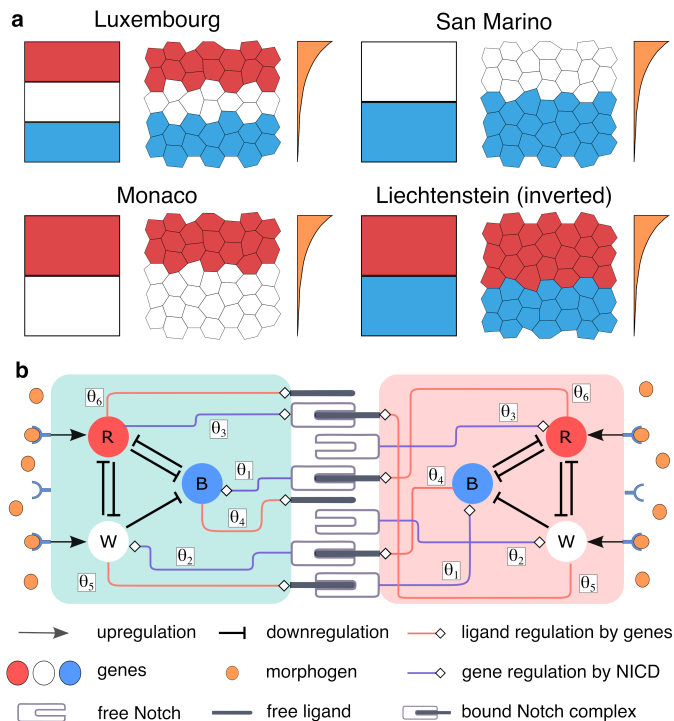 a
Luxembourg
San Marino
Monaco
Liechtenstein (inverted)
b
θ6
θ6
R
θ3
θ3
R
B
θ1
θ4
B
θ4
W
θ2
θ2
W
θ5
θ1
θ5
upregulation
downregulation
ligand regulation by genes
genes
morphogen
gene regulation by NICD
free Notch
free ligand
bound Notch complex